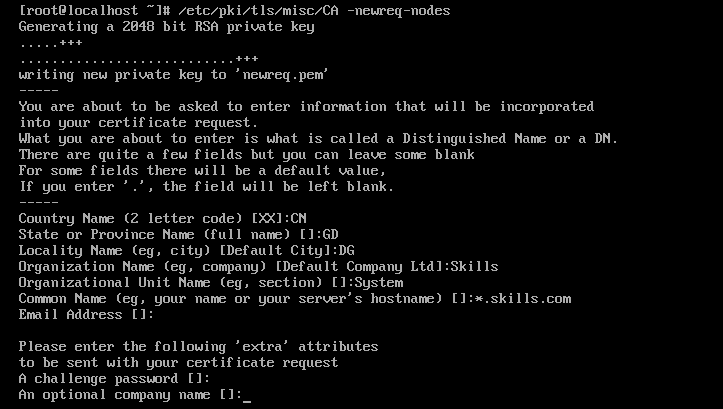 [root@localhost ~]# /etc/pki/tls/misc/CA -newreq-nodes
Generating a 2048 bit RSA private key
.....+++
...........................+++
writing new private key to 'newreq.pem'
-----
You are about to be asked to enter information that will be incorporated
into your certificate request.
What you are about to enter is what is called a Distinguished Name or a DN.
There are quite a few fields but you can leave some blank
For some fields there will be a default value,
If you enter '.', the field will be left blank.
-----
Country Name (2 letter code) [XX]:CN
State or Province Name (full name) []:GD
Locality Name (eg, city) [Default City]:DG
Organization Name (eg, company) [Default Company Ltd]:Skills
Organizational Unit Name (eg, section) []:System
Common Name (eg, your name or your server's hostname) []:*.skills.com
Email Address []:
Please enter the following 'extra' attributes
to be sent with your certificate request
A challenge password []:
An optional company name []:_